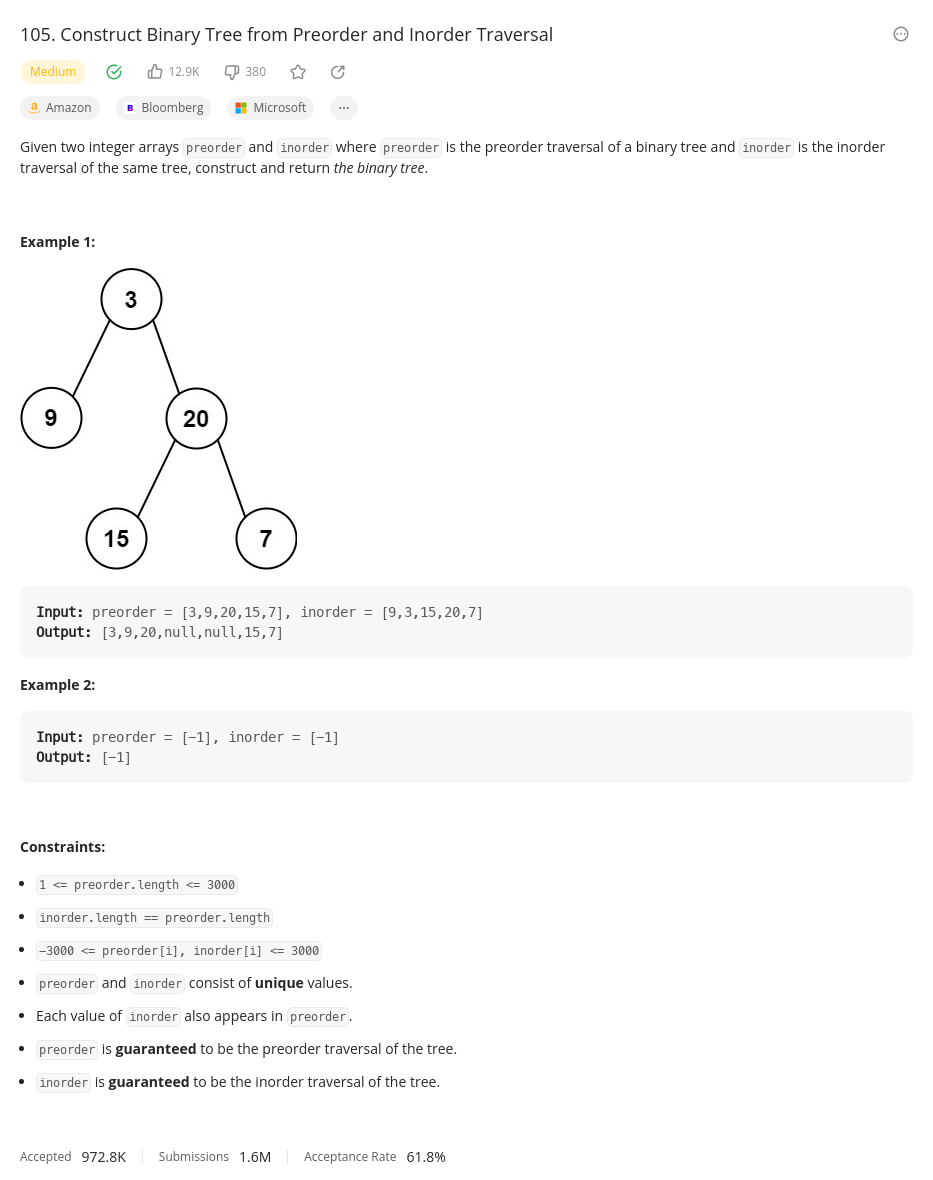 105. Construct Binary Tree from Preorder and Inorder Traversal
Medium 12.9K 380
Amazon Bloomberg Microsoft ...
Given two integer arrays preorder and inorder where preorder is the preorder traversal of a binary tree and inorder is the inorder
traversal of the same tree, construct and return the binary tree.
Example 1:
3
9 20
15 7
Input: preorder = [3,9,20,15,7], inorder = [9,3,15,20,7]
Output: [3,9,20,null,null,15,7]
Example 2:
Input: preorder = [-1], inorder = [-1]
Output: [-1]
Constraints:
• 1 <= preorder.length <= 3000
• inorder.length == preorder.length
• -3000 <= preorder[i], inorder[i] <= 3000
• preorder and inorder consist of unique values.
• Each value of inorder also appears in preorder.
• preorder is guaranteed to be the preorder traversal of the tree.
• inorder is guaranteed to be the inorder traversal of the tree.
Accepted 972.8K Submissions 1.6M Acceptance Rate 61.8%